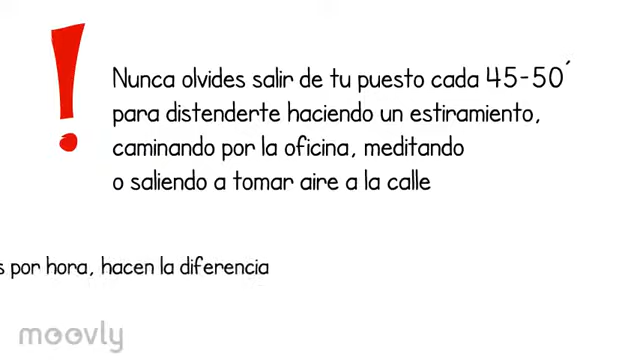 !
Nunca olvides salir de tu puesto cada 45-50´
para distenderte haciendo un estiramiento,
caminando por la oficina, meditando
o saliendo a tomar aire a la calle
s por hora, hacen la diferencia
moovly